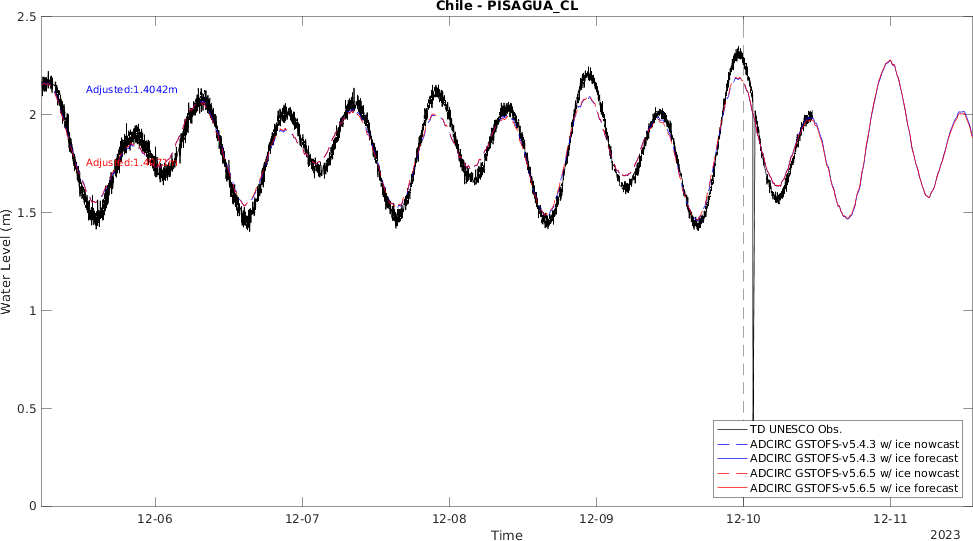 Chile - PISAGUA_CL
2.5
2
1.5
1
0.5
0
Water Level (m)
Adjusted:1.4042m
TD UNESCO Obs.
ADCIRC GSTOFS-v5.4.3 w/ ice nowcast
ADCIRC GSTOFS-v5.4.3 w/ ice forecast
ADCIRC GSTOFS-v5.6.5 w/ ice nowcast
ADCIRC GSTOFS-v5.6.5 w/ ice forecast
12-06
12-07
12-08
12-09
12-10
12-11
Time
2023